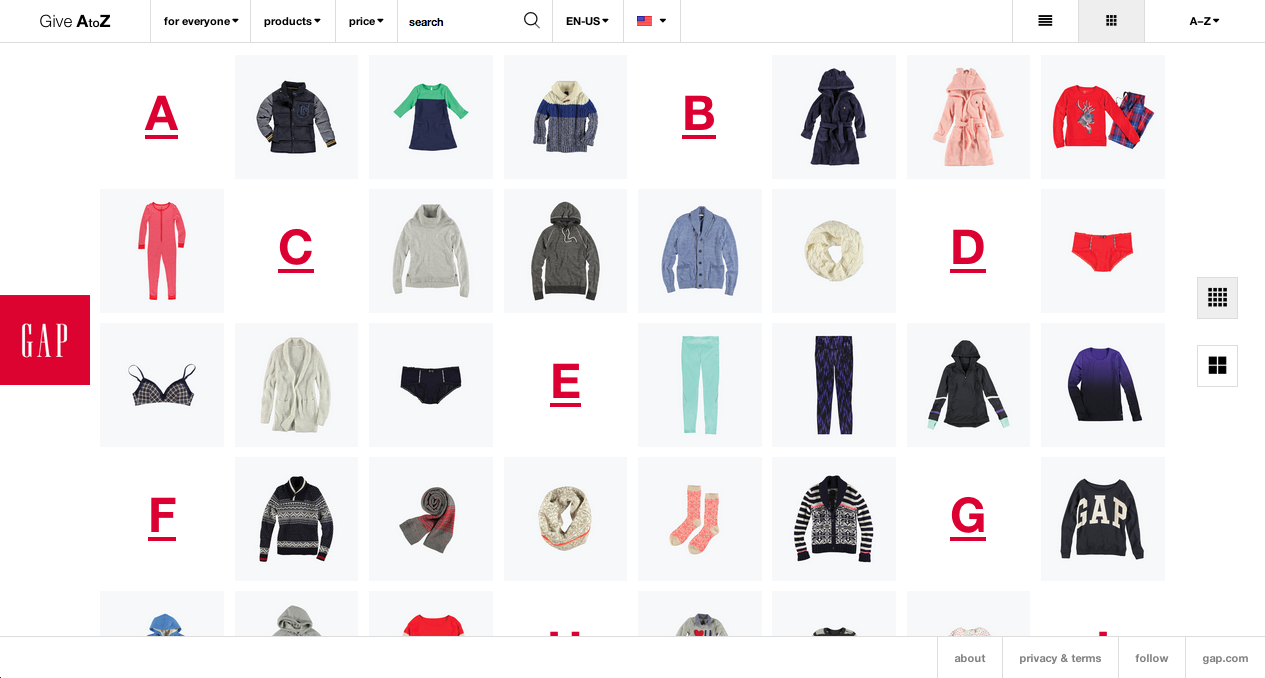 Give AtoZ
for everyone
products
price
search
EN-US
A–Z
A
B
C
D
GAP
E
F
G
GAP
about
privacy & terms
follow
gap.com